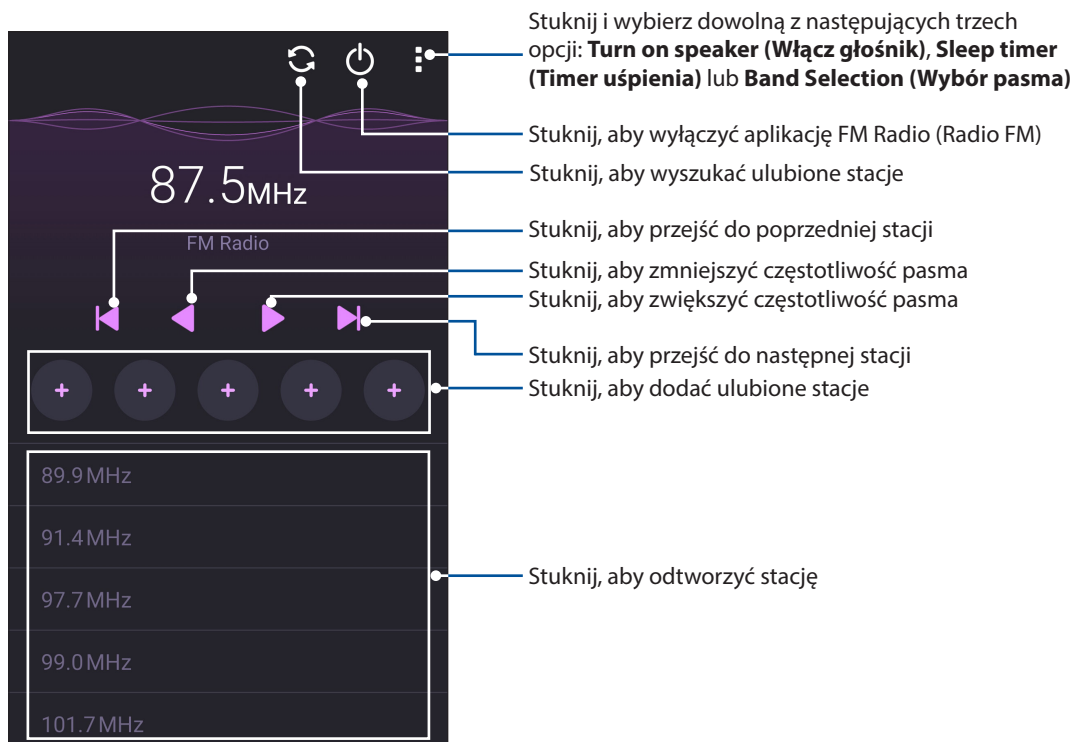 Stuknij i wybierz dowolną z następujących trzech
opcji: Turn on speaker (Włącz głośnik), Sleep timer
(Timer uśpienia) lub Band Selection (Wybór pasma)
Stuknij, aby wyłączyć aplikację FM Radio (Radio FM)
Stuknij, aby wyszukać ulubione stacje
87.5MHz
FM Radio
Stuknij, aby przejść do poprzedniej stacji
Stuknij, aby zmniejszyć częstotliwość pasma
Stuknij, aby zwiększyć częstotliwość pasma
Stuknij, aby przejść do następnej stacji
Stuknij, aby dodać ulubione stacje
+ + + + +
89.9MHz
91.4MHz
97.7MHz
99.0MHz
101.7MHz
Stuknij, aby odtworzyć stację